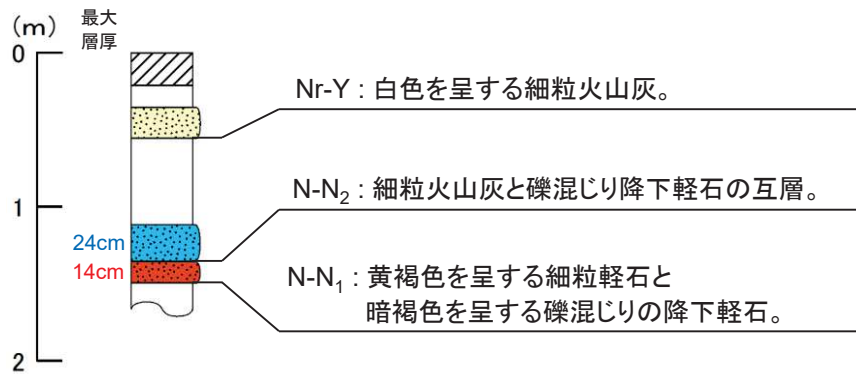 (m)
最大
層厚
0
Nr-Y : 白色を呈する細粒火山灰。
N-N₂ : 細粒火山灰と礫混じり降下軽石の互層。
1
24cm
14cm
N-N₁ : 黄褐色を呈する細粒軽石と
暗褐色を呈する礫混じりの降下軽石。
2